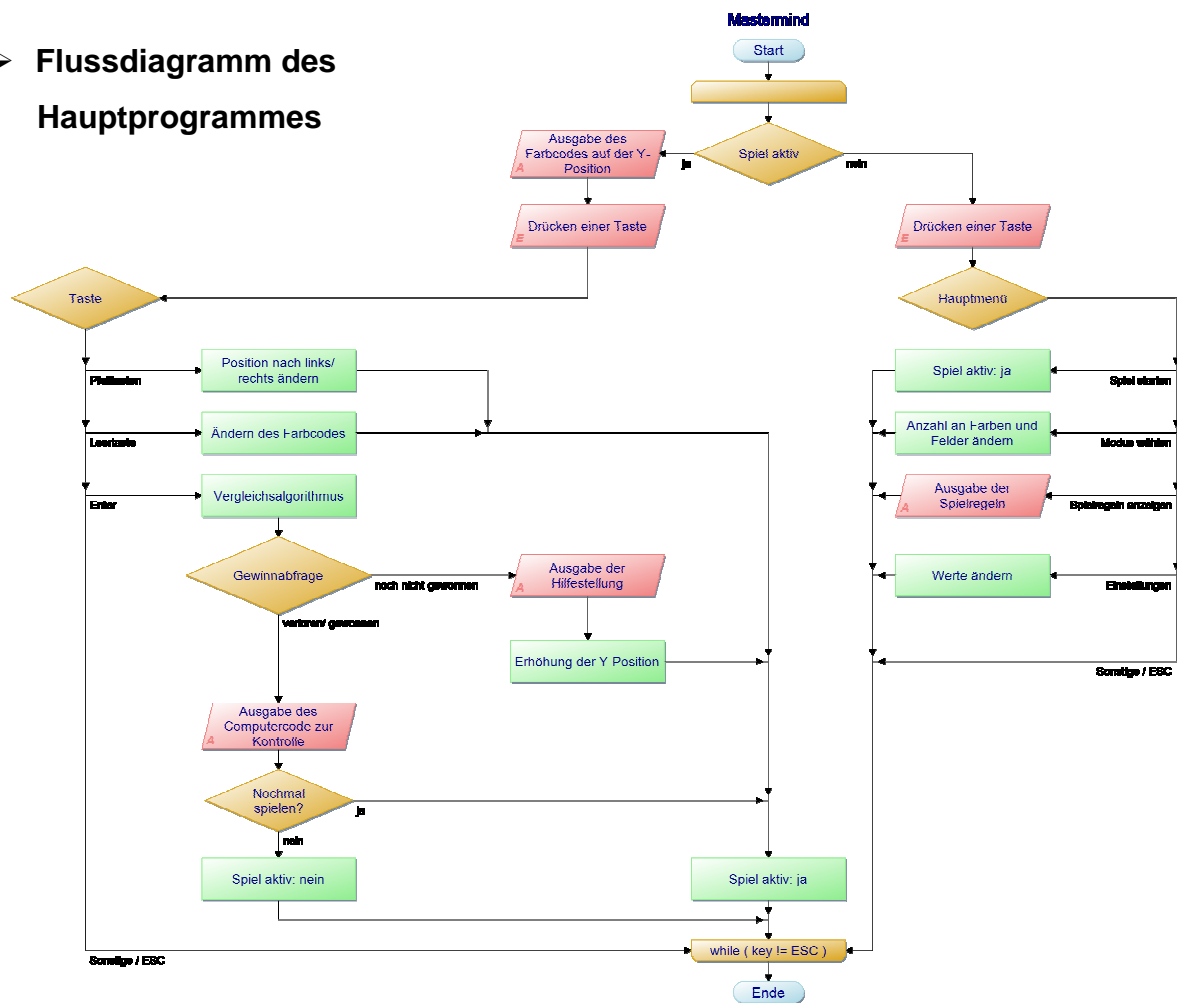 Flussdiagramm des
Hauptprogrammes
Mastermind
Start
Spiel aktiv
ja
nein
Ausgabe des
Farbcodes auf der Y-
Position
A
Drücken einer Taste
E
Drücken einer Taste
E
Taste
Hauptmenü
Pfeiltasten
Position nach links/
rechts ändern
Spiel aktiv: ja
Spiel starten
Leertaste
Ändern des Farbcodes
Anzahl an Farben und
Felder ändern
Modus wählen
Enter
Vergleichsalgorithmus
Ausgabe der
Spielregeln
A
Spielregeln anzeigen
Gewinnabfrage
noch nicht gewonnen
verloren/ gewonnen
Ausgabe der
Hilfestellung
A
Werte ändern
Einstellungen
Erhöhung der Y Position
Sonstige / ESC
Ausgabe des
Computercode zur
Kontrolle
A
Nochmal
spielen?
ja
nein
Spiel aktiv: nein
Spiel aktiv: ja
Sonstige / ESC
while ( key != ESC )
Ende